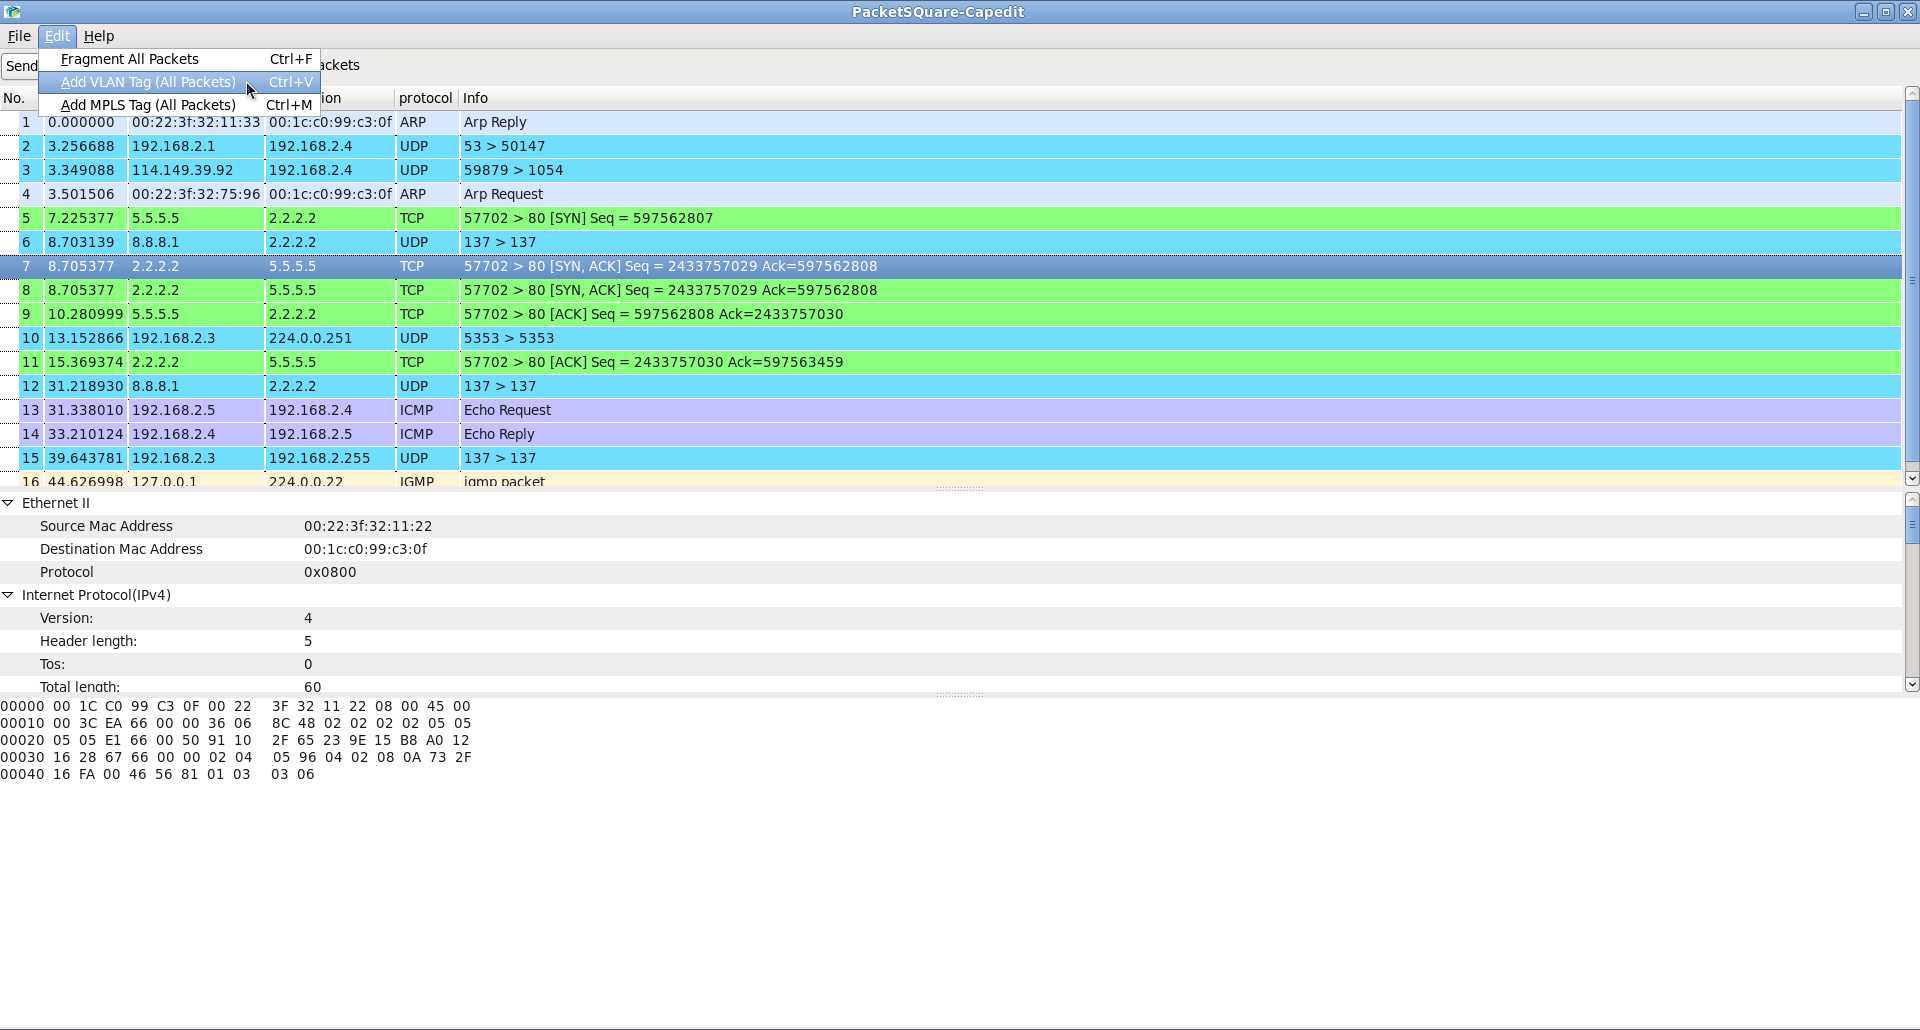 PacketSQuare-Capedit
File Edit Help
Fragment All Packets Ctrl+F
Send ackets
Add VLAN Tag (All Packets) Ctrl+V
No. ion protocol Info
Add MPLS Tag (All Packets) Ctrl+M
1 0.000000 00:22:3f:32:11:33 00:1c:c0:99:c3:0f ARP Arp Reply
2 3.256688 192.168.2.1 192.168.2.4 UDP 53 > 50147
3 3.349088 114.149.39.92 192.168.2.4 UDP 59879 > 1054
4 3.501506 00:22:3f:32:75:96 00:1c:c0:99:c3:0f ARP Arp Request
5 7.225377 5.5.5.5 2.2.2.2 TCP 57702 > 80 [SYN] Seq = 597562807
6 8.703139 8.8.8.1 2.2.2.2 UDP 137 > 137
7 8.705377 2.2.2.2 5.5.5.5 TCP 57702 > 80 [SYN, ACK] Seq = 2433757029 Ack=597562808
8 8.705377 2.2.2.2 5.5.5.5 TCP 57702 > 80 [SYN, ACK] Seq = 2433757029 Ack=597562808
9 10.280999 5.5.5.5 2.2.2.2 TCP 57702 > 80 [ACK] Seq = 597562808 Ack=2433757030
10 13.152866 192.168.2.3 224.0.0.251 UDP 5353 > 5353
11 15.369374 2.2.2.2 5.5.5.5 TCP 57702 > 80 [ACK] Seq = 2433757030 Ack=597563459
12 31.218930 8.8.8.1 2.2.2.2 UDP 137 > 137
13 31.338010 192.168.2.5 192.168.2.4 ICMP Echo Request
14 33.210124 192.168.2.4 192.168.2.5 ICMP Echo Reply
15 39.643781 192.168.2.3 192.168.2.255 UDP 137 > 137
16 44.626998 127.0.0.1 224.0.0.22 IGMP igmp packet
Ethernet II
Source Mac Address 00:22:3f:32:11:22
Destination Mac Address 00:1c:c0:99:c3:0f
Protocol 0x0800
Internet Protocol(IPv4)
Version: 4
Header length: 5
Tos: 0
Total length: 60
00000 00 1C C0 99 C3 0F 00 22 3F 32 11 22 08 00 45 00
00010 00 3C EA 66 00 00 36 06 8C 48 02 02 02 02 05 05
00020 05 05 E1 66 00 50 91 10 2F 65 23 9E 15 B8 A0 12
00030 16 28 67 66 00 00 02 04 05 96 04 02 08 0A 73 2F
00040 16 FA 00 46 56 81 01 03 03 06